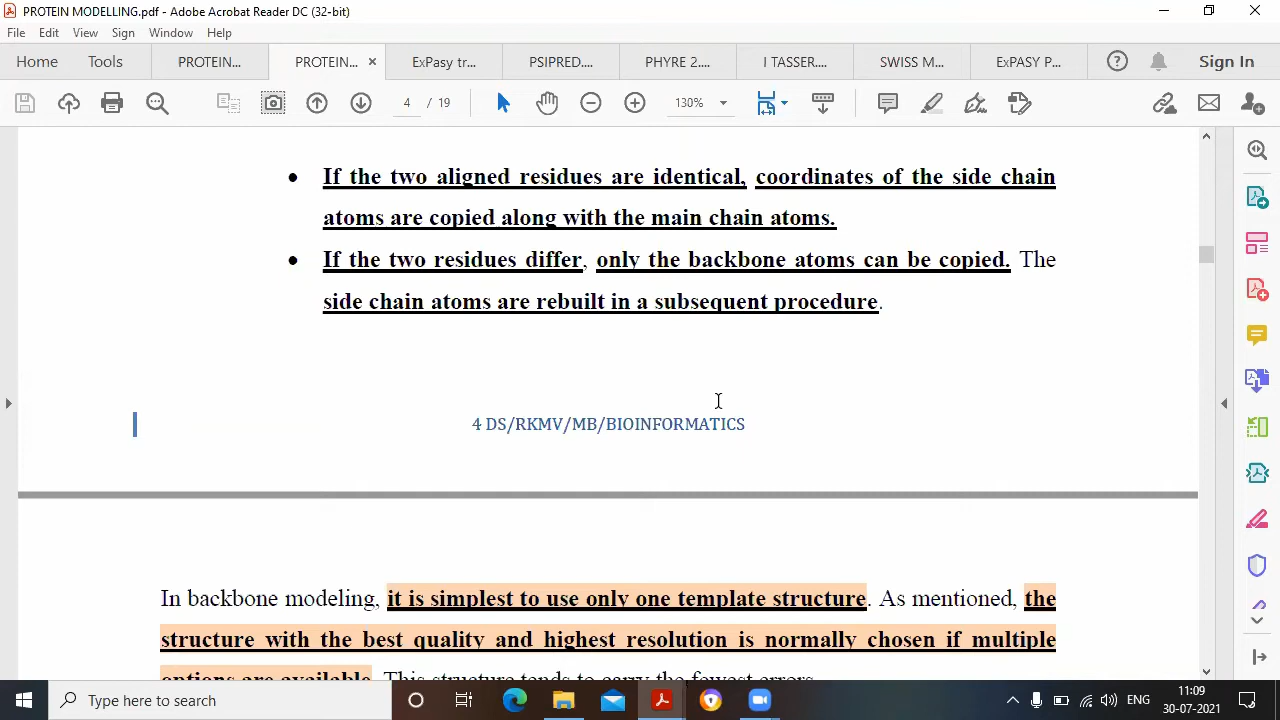 PROTEIN MODELLING.pdf - Adobe Acrobat Reader DC (32-bit)
File Edit View Sign Window Help
Home Tools PROTEIN... PROTEIN... × ExPasy tr... PSIPRED.... PHYRE 2.... I TASSER.... SWISS M... ExPASY P... Sign In
4 / 19 130%
• If the two aligned residues are identical, coordinates of the side chain
atoms are copied along with the main chain atoms.
• If the two residues differ, only the backbone atoms can be copied. The
side chain atoms are rebuilt in a subsequent procedure.
4 DS/RKMV/MB/BIOINFORMATICS
In backbone modeling, it is simplest to use only one template structure. As mentioned, the
structure with the best quality and highest resolution is normally chosen if multiple
options are available. This structure tends to carry the fewest errors.
Type here to search
ENG
11:09
30-07-2021